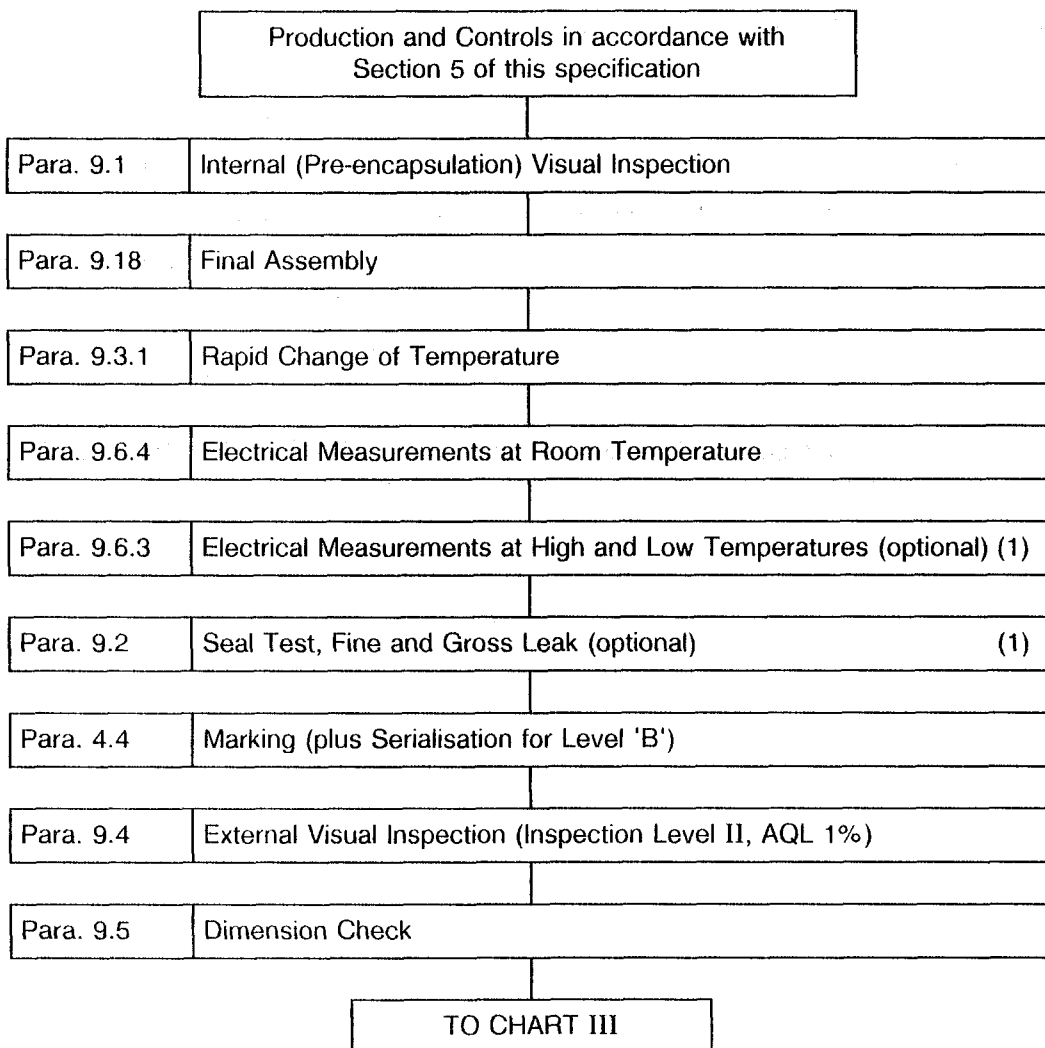 Production and Controls in accordance with
Section 5 of this specification
Para. 9.1 Internal (Pre-encapsulation) Visual Inspection
Para. 9.18 Final Assembly
Para. 9.3.1 Rapid Change of Temperature
Para. 9.6.4 Electrical Measurements at Room Temperature
Para. 9.6.3 Electrical Measurements at High and Low Temperatures (optional) (1)
Para. 9.2 Seal Test, Fine and Gross Leak (optional) (1)
Para. 4.4 Marking (plus Serialisation for Level 'B')
Para. 9.4 External Visual Inspection (Inspection Level II, AQL 1%)
Para. 9.5 Dimension Check
TO CHART III